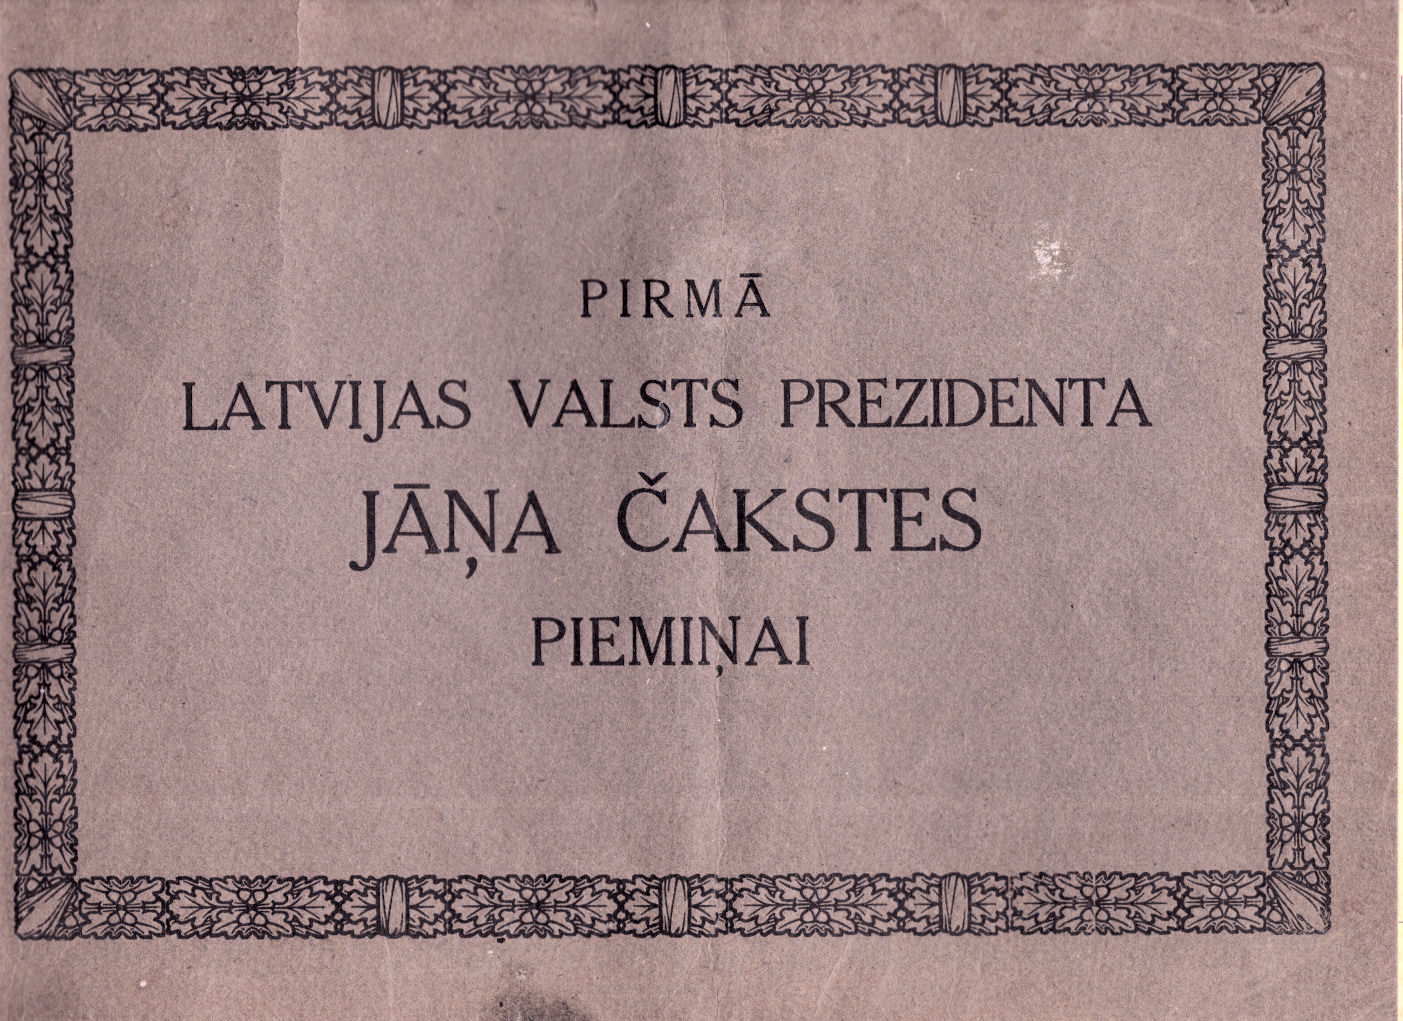 PIRMĀ
LATVIJAS VALSTS PREZIDENTA
JĀŅA ČAKSTES
PIEMIŅAI